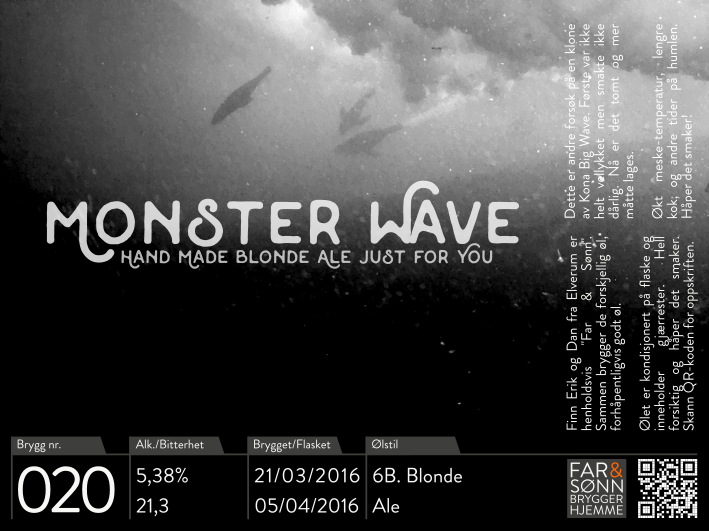 MONSTER WAVE
HAND MADE BLONDE ALE JUST FOR YOU
Dette er andre forsøk på en klone
av Kona Big Wave. Første var ikke
helt vellykket men smakte ikke
dårlig. Nå er det tomt og mer
måtte lages.
Økt meske-temperatur, lengre
kok, og andre tider på humlen.
Håper det smaker!
Finn Erik og Dan fra Elverum er
henholdsvis "Far & Sønn".
Sammen brygger de forskjellig øl,
forhåpentligvis godt øl.
Ølet er kondisjonert på flaske og
inneholder gjærrester. Hell
forsiktig og håper det smaker.
Skann QR-koden for oppskriften.
Brygg nr.
020
Alk./Bitterhet
5,38%
21,3
Brygget/Flasket
21/03/2016
05/04/2016
Ølstil
6B. Blonde
Ale
FAR&
SØNN
BRYGGER
HJEMME